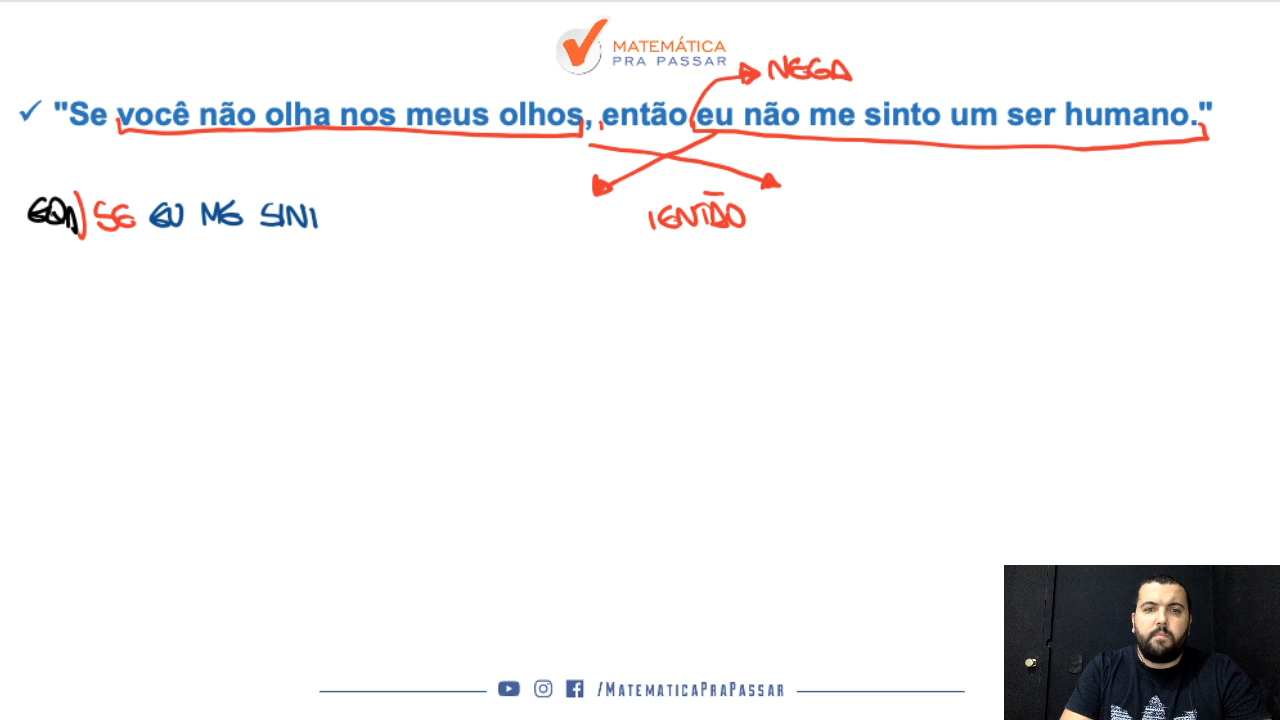 MATEMÁTICA
PRA PASSAR
NEGA
✓ "Se você não olha nos meus olhos, então eu não me sinto um ser humano."
SE EU ME SINT
, ENTÃO
/MATEMATICAPRAPASSAR